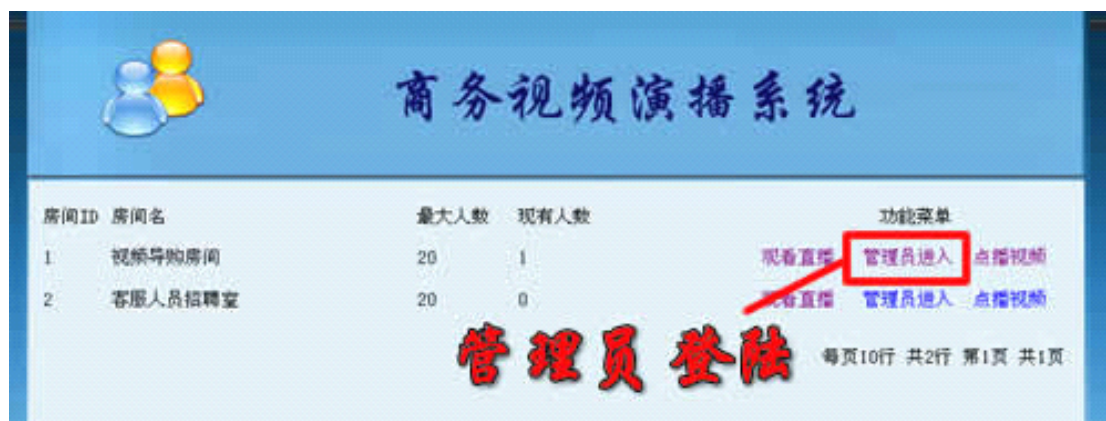 商务视频演播系统
房间ID 房间名 最大人数 现有人数 功能菜单
1 视频导购房间 20 1 观看直播 管理员进入 点播视频
2 客服人员招聘室 20 0 观看直播 管理员进入 点播视频
管理员登陆
每页10行 共2行 第1页 共1页